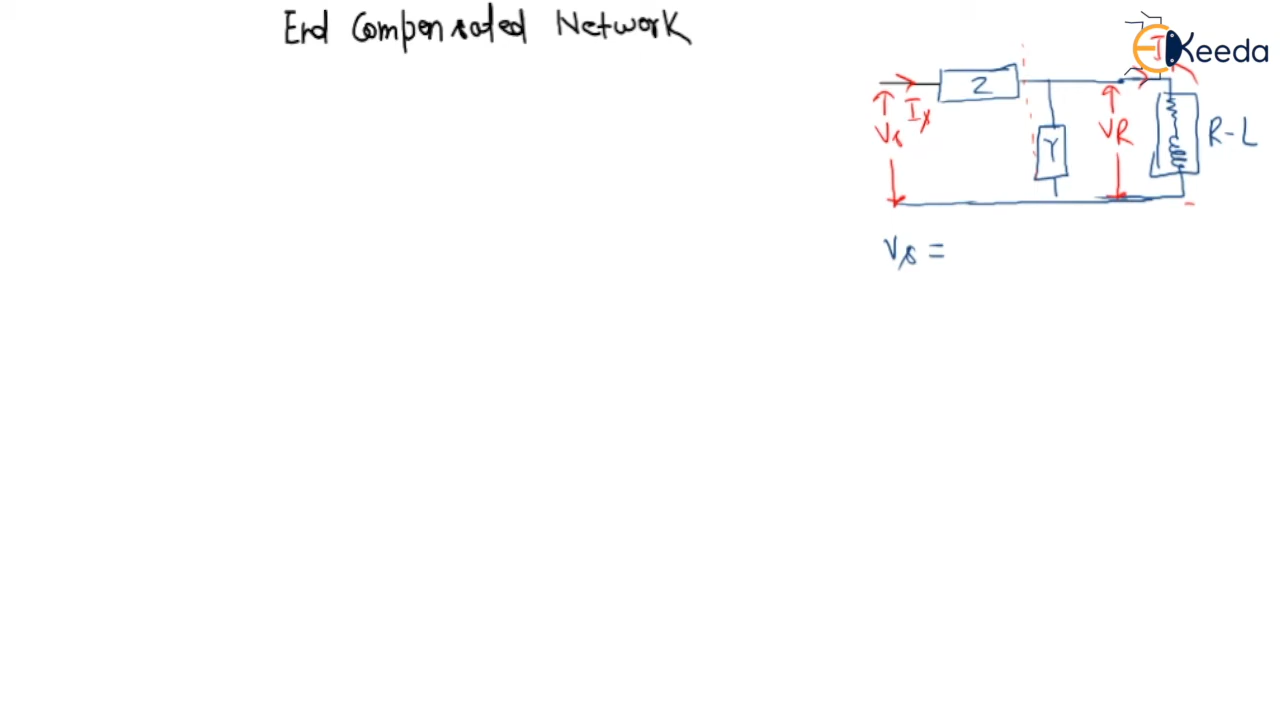 End Compensated Network
Keeda
I
Z
Is
Vs
Y
VR
R-L
Vs =